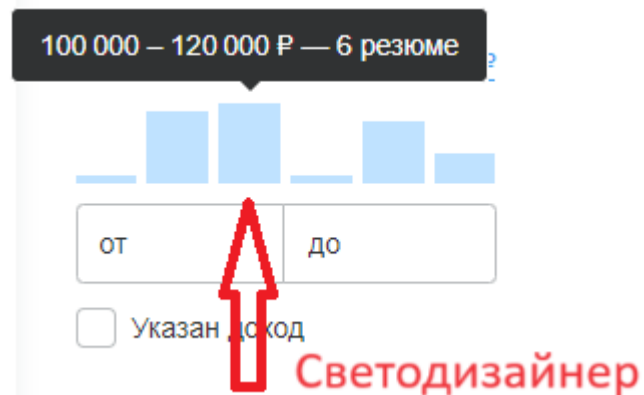 100 000 – 120 000 ₽ — 6 резюме
от
до
Указан доход
Светодизайнер